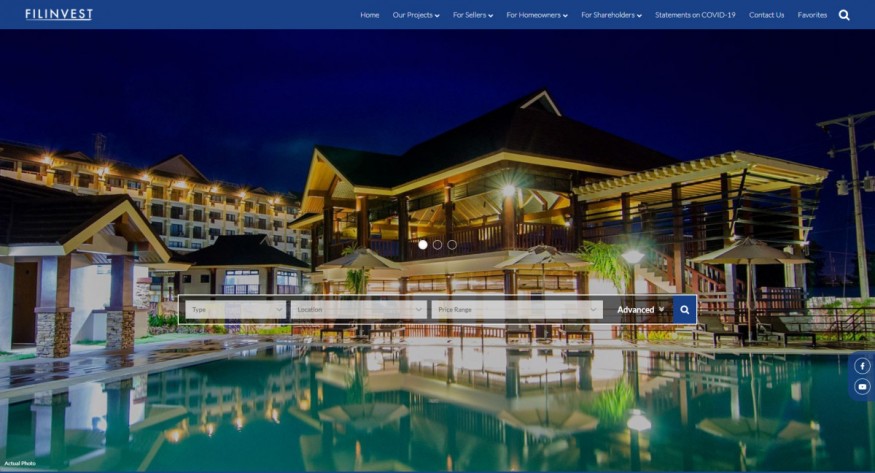 FILINVEST
Home Our Projects For Sellers For Homeowners For Shareholders Statements on COVID-19 Contact Us Favorites
Type Location Price Range Advanced
Actual Photo